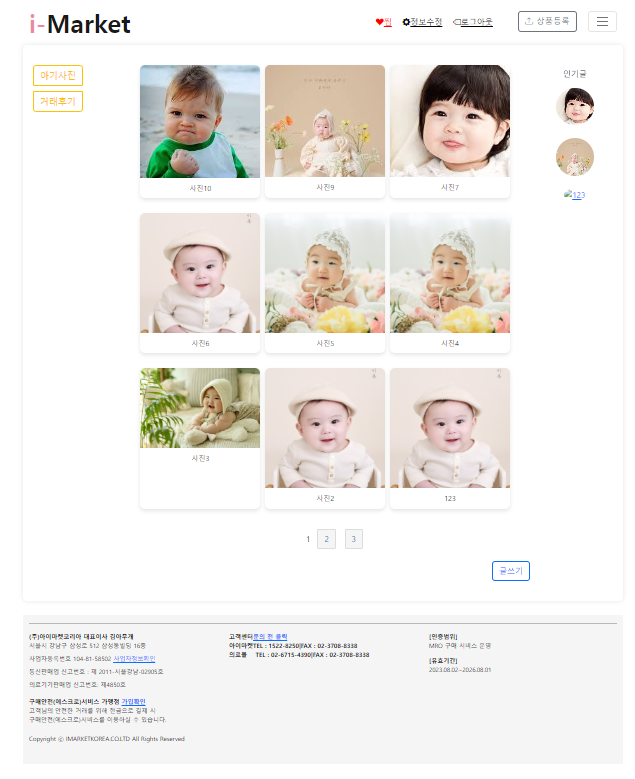 i-Market
찜
정보수정
로그아웃
상품등록
아기사진
거래후기
인기글
사진10
사진9
사진7
123
사진6
사진5
사진4
사진3
사진2
123
1 2 3
글쓰기
(주)아이마켓코리아 대표이사 김아무개
서울시 강남구 삼성로 512 삼성동빌딩 16층
사업자등록번호 104-81-58502 사업자정보확인
통신판매업 신고번호 : 제 2011-서울강남-02905호
의료기기판매업 신고번호: 제4850호
구매안전(에스크로)서비스 가맹점 가입확인
고객님의 안전한 거래를 위해 현금으로 결제 시
구매안전(에스크로)서비스를 이용하실 수 있습니다.
Copyright ⓒ IMARKETKOREA.CO.LTD All Rights Reserved
고객센터문의 전 클릭
아이마켓TEL : 1522-8250|FAX : 02-3708-8338
의료몰 TEL : 02-6715-4390|FAX : 02-3708-8338
[인증범위]
MRO 구매 서비스 운영
[유효기간]
2023.08.02~2026.08.01